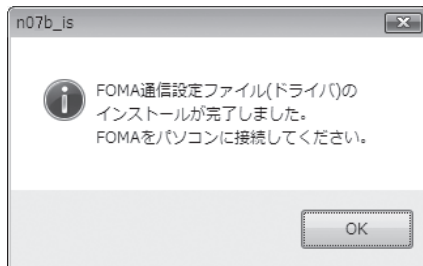 n07b_is
FOMA通信設定ファイル(ドライバ)の
インストールが完了しました。
FOMAをパソコンに接続してください。
OK